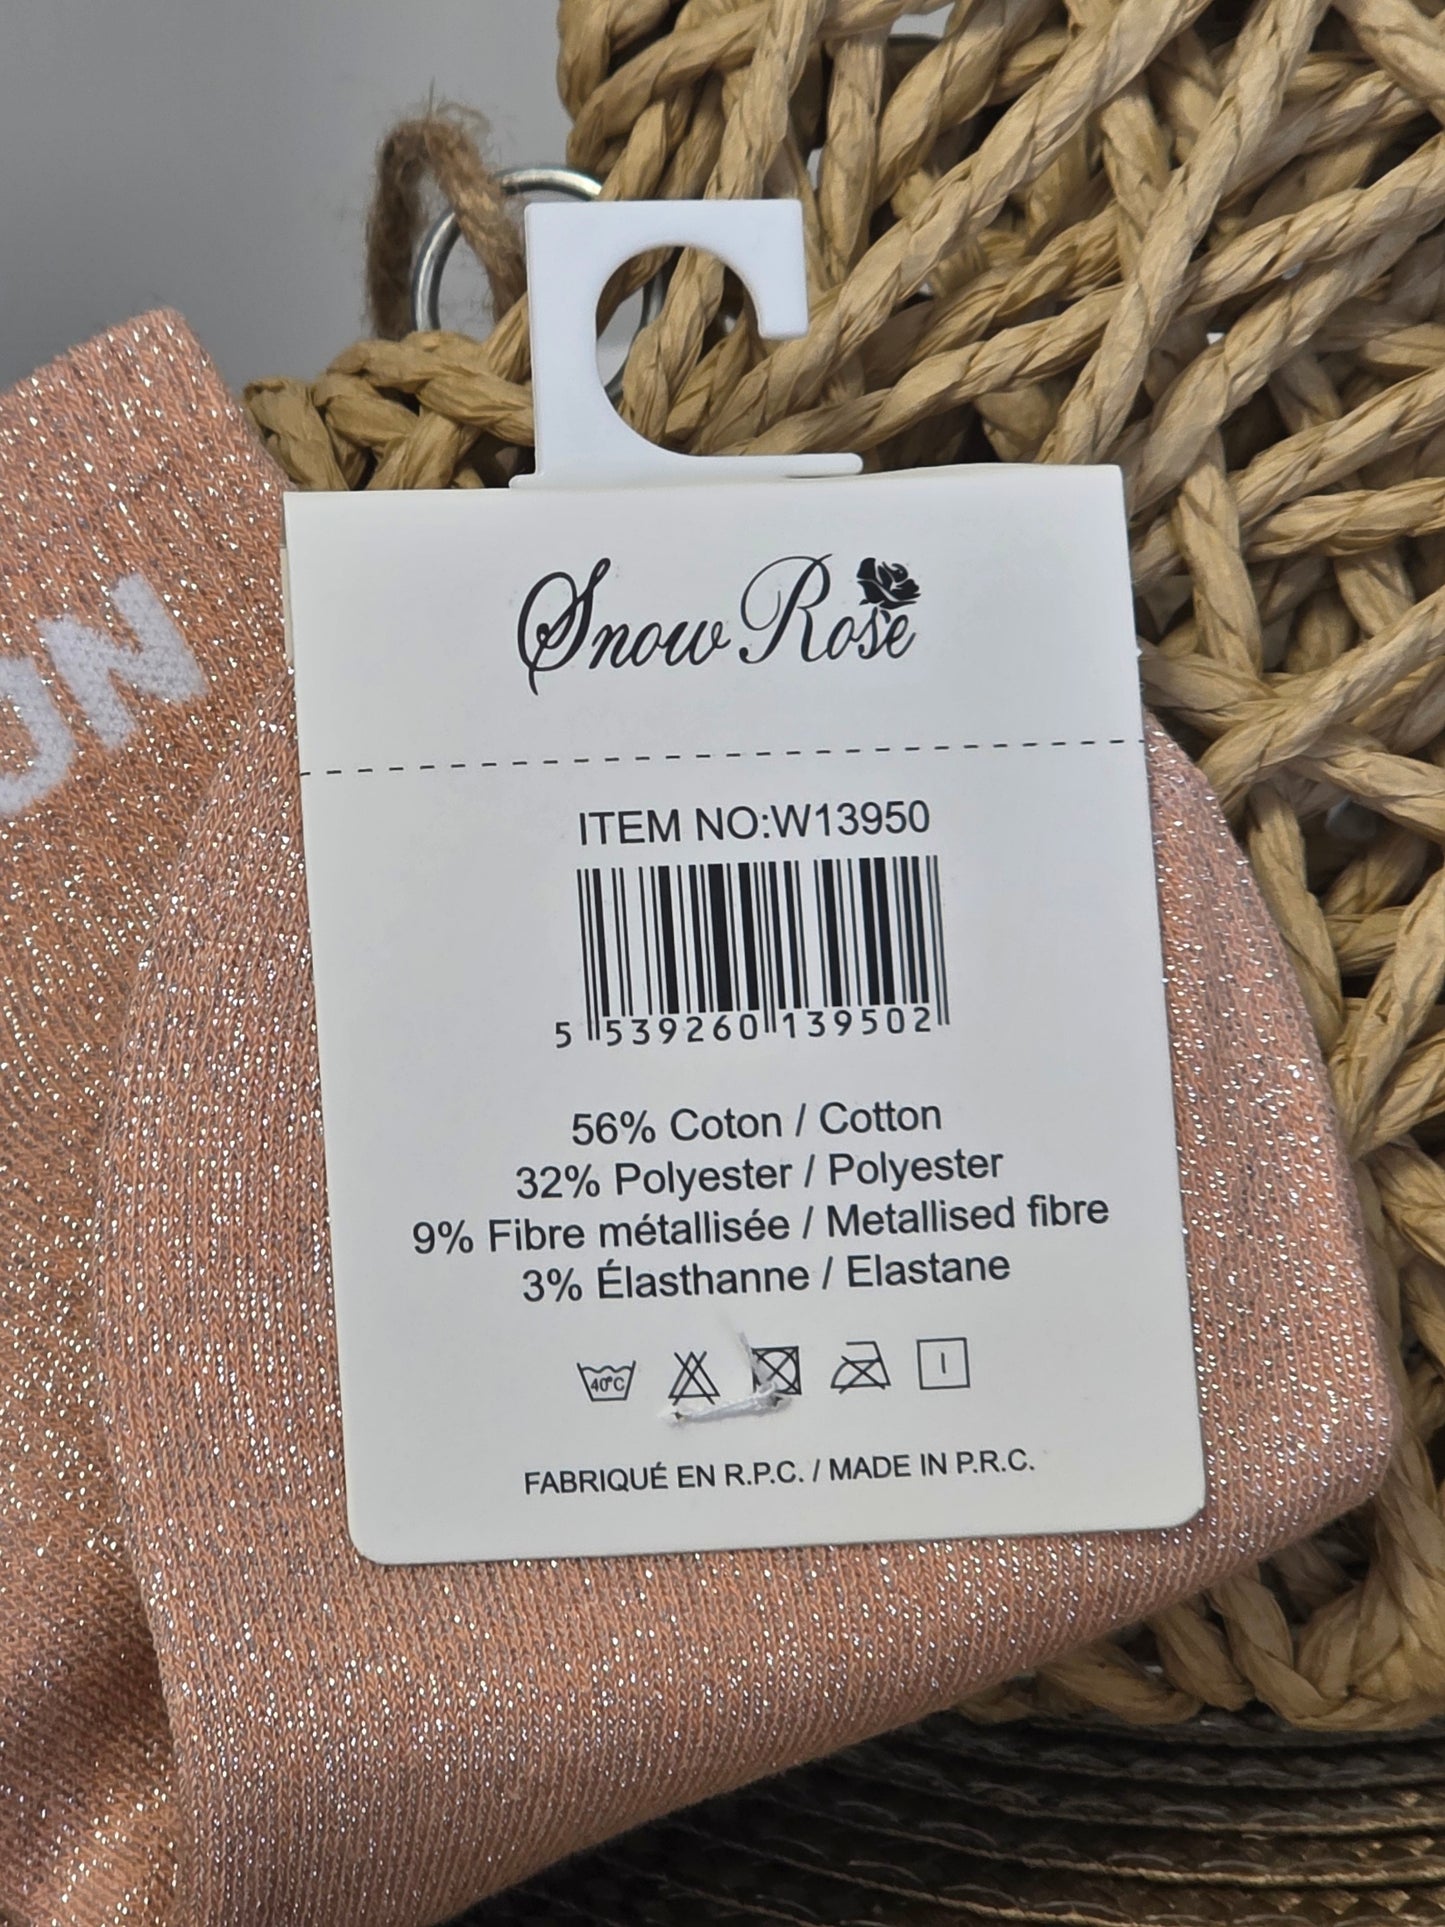 Snow Rose
ITEM NO:W13950
5 539260 139502
56% Coton / Cotton
32% Polyester / Polyester
9% Fibre métallisée / Metallised fibre
3% Élasthanne / Elastane
40°C
FABRIQUÉ EN R.P.C. / MADE IN P.R.C.